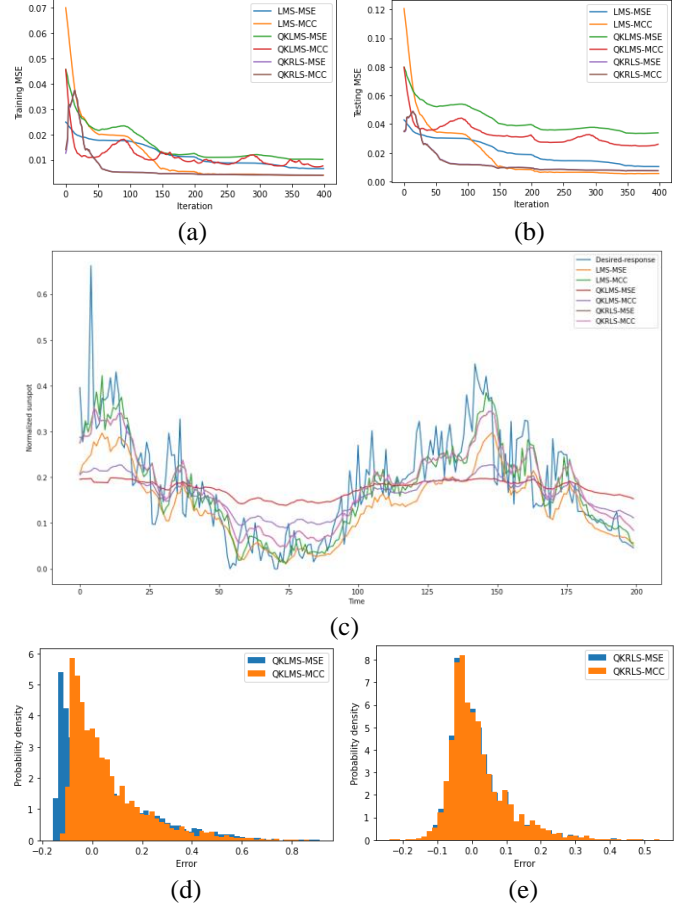 0.07
0.06
0.05
0.04
0.03
0.02
0.01
Training MSE
0 50 100 150 200 250 300 350 400
Iteration
LMS-MSE
LMS-MCC
QKLMS-MSE
QKLMS-MCC
QKRLS-MSE
QKRLS-MCC
(a)
0.12
0.10
0.08
0.06
0.04
0.02
0.00
Testing MSE
0 50 100 150 200 250 300 350 400
Iteration
LMS-MSE
LMS-MCC
QKLMS-MSE
QKLMS-MCC
QKRLS-MSE
QKRLS-MCC
(b)
0.6
0.5
0.4
0.3
0.2
0.1
0.0
Normalized sunspot
0 25 50 75 100 125 150 175 200
Time
Desired-response
LMS-MSE
LMS-MCC
QKLMS-MSE
QKLMS-MCC
QKRLS-MSE
QKRLS-MCC
(c)
6
5
4
3
2
1
0
Probability density
−0.2 0.0 0.2 0.4 0.6 0.8
Error
QKLMS-MSE
QKLMS-MCC
(d)
8
7
6
5
4
3
2
1
0
Probability density
−0.2 −0.1 0.0 0.1 0.2 0.3 0.4 0.5
Error
QKRLS-MSE
QKRLS-MCC
(e)